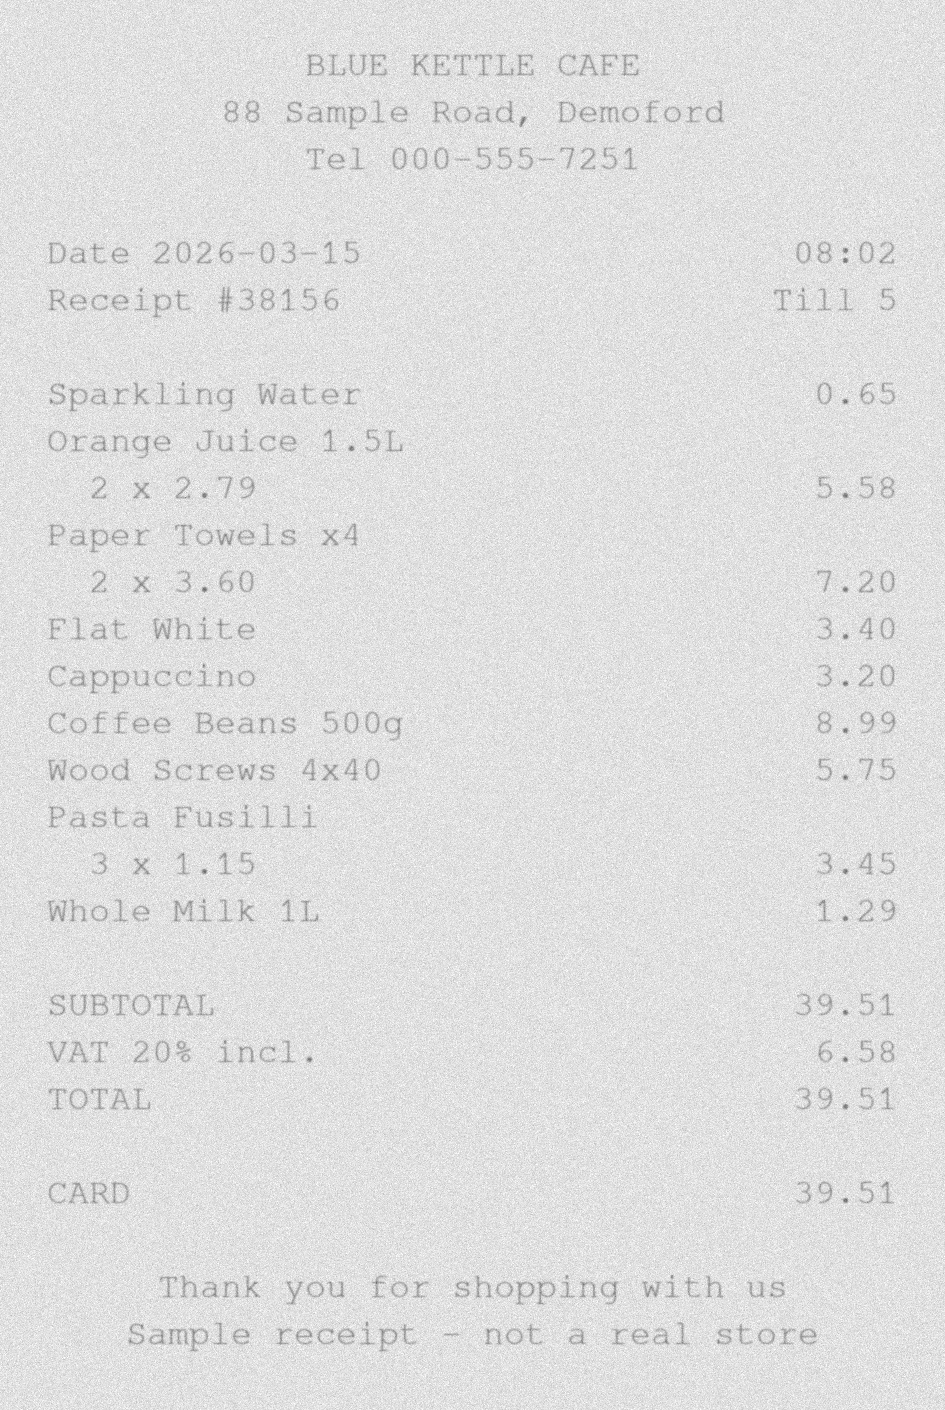 BLUE KETTLE CAFE
88 Sample Road, Demoford
Tel 000-555-7251
Date 2026-03-15 08:02
Receipt #38156 Till 5
Sparkling Water 0.65
Orange Juice 1.5L
2 x 2.79 5.58
Paper Towels x4
2 x 3.60 7.20
Flat White 3.40
Cappuccino 3.20
Coffee Beans 500g 8.99
Wood Screws 4x40 5.75
Pasta Fusilli
3 x 1.15 3.45
Whole Milk 1L 1.29
SUBTOTAL 39.51
VAT 20% incl. 6.58
TOTAL 39.51
CARD 39.51
Thank you for shopping with us
Sample receipt - not a real store